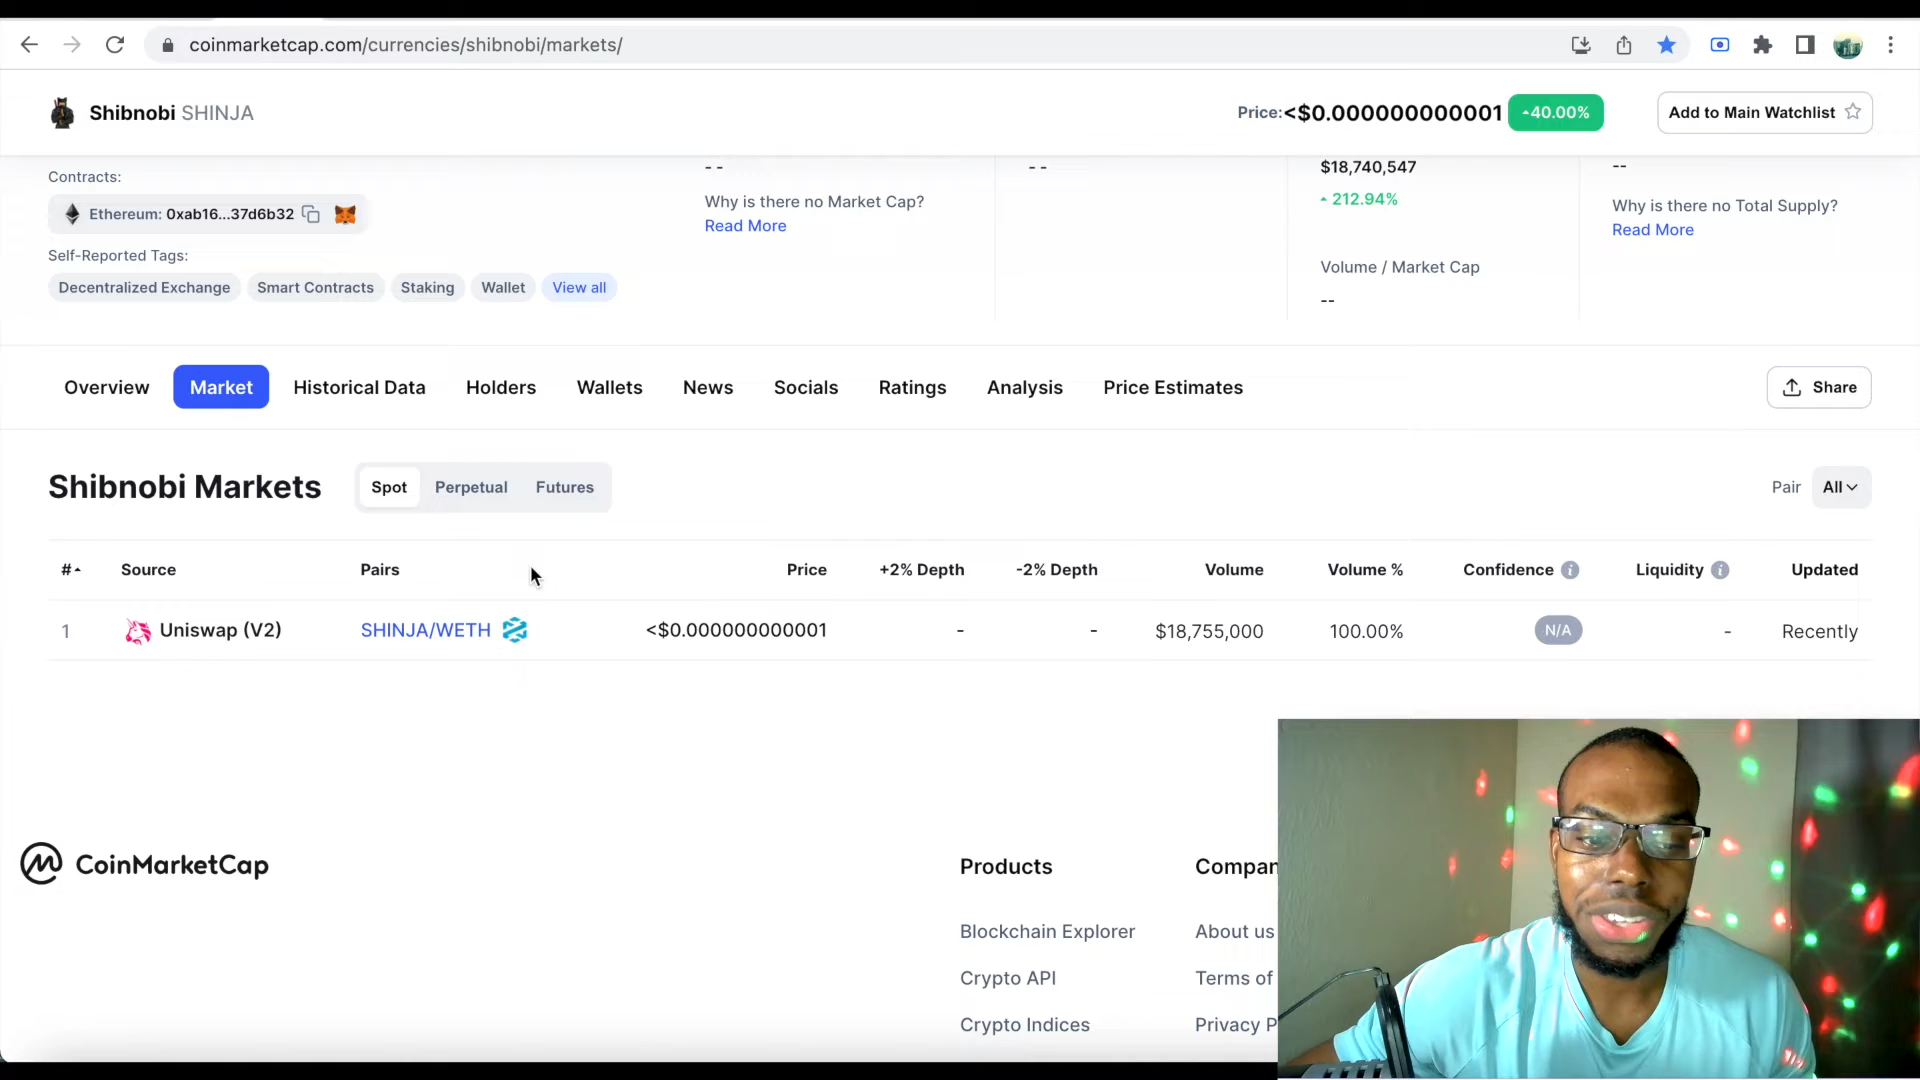 coinmarketcap.com/currencies/shibnobi/markets/
Shibnobi SHINJA
Price:<$0.000000000001 40.00%
Add to Main Watchlist
Contracts:
Ethereum: 0xab16...37d6b32
Self-Reported Tags:
Decentralized Exchange Smart Contracts Staking Wallet View all
- -
Why is there no Market Cap?
Read More
- -
$18,740,547
212.94%
Volume / Market Cap
--
--
Why is there no Total Supply?
Read More
Overview Market Historical Data Holders Wallets News Socials Ratings Analysis Price Estimates Share
Shibnobi Markets Spot Perpetual Futures Pair All
# Source Pairs Price +2% Depth -2% Depth Volume Volume % Confidence Liquidity Updated
1 Uniswap (V2) SHINJA/WETH <$0.000000000001 - - $18,755,000 100.00% N/A - Recently
CoinMarketCap
Products
Blockchain Explorer
Crypto API
Crypto Indices
Compan
About us
Terms of
Privacy P